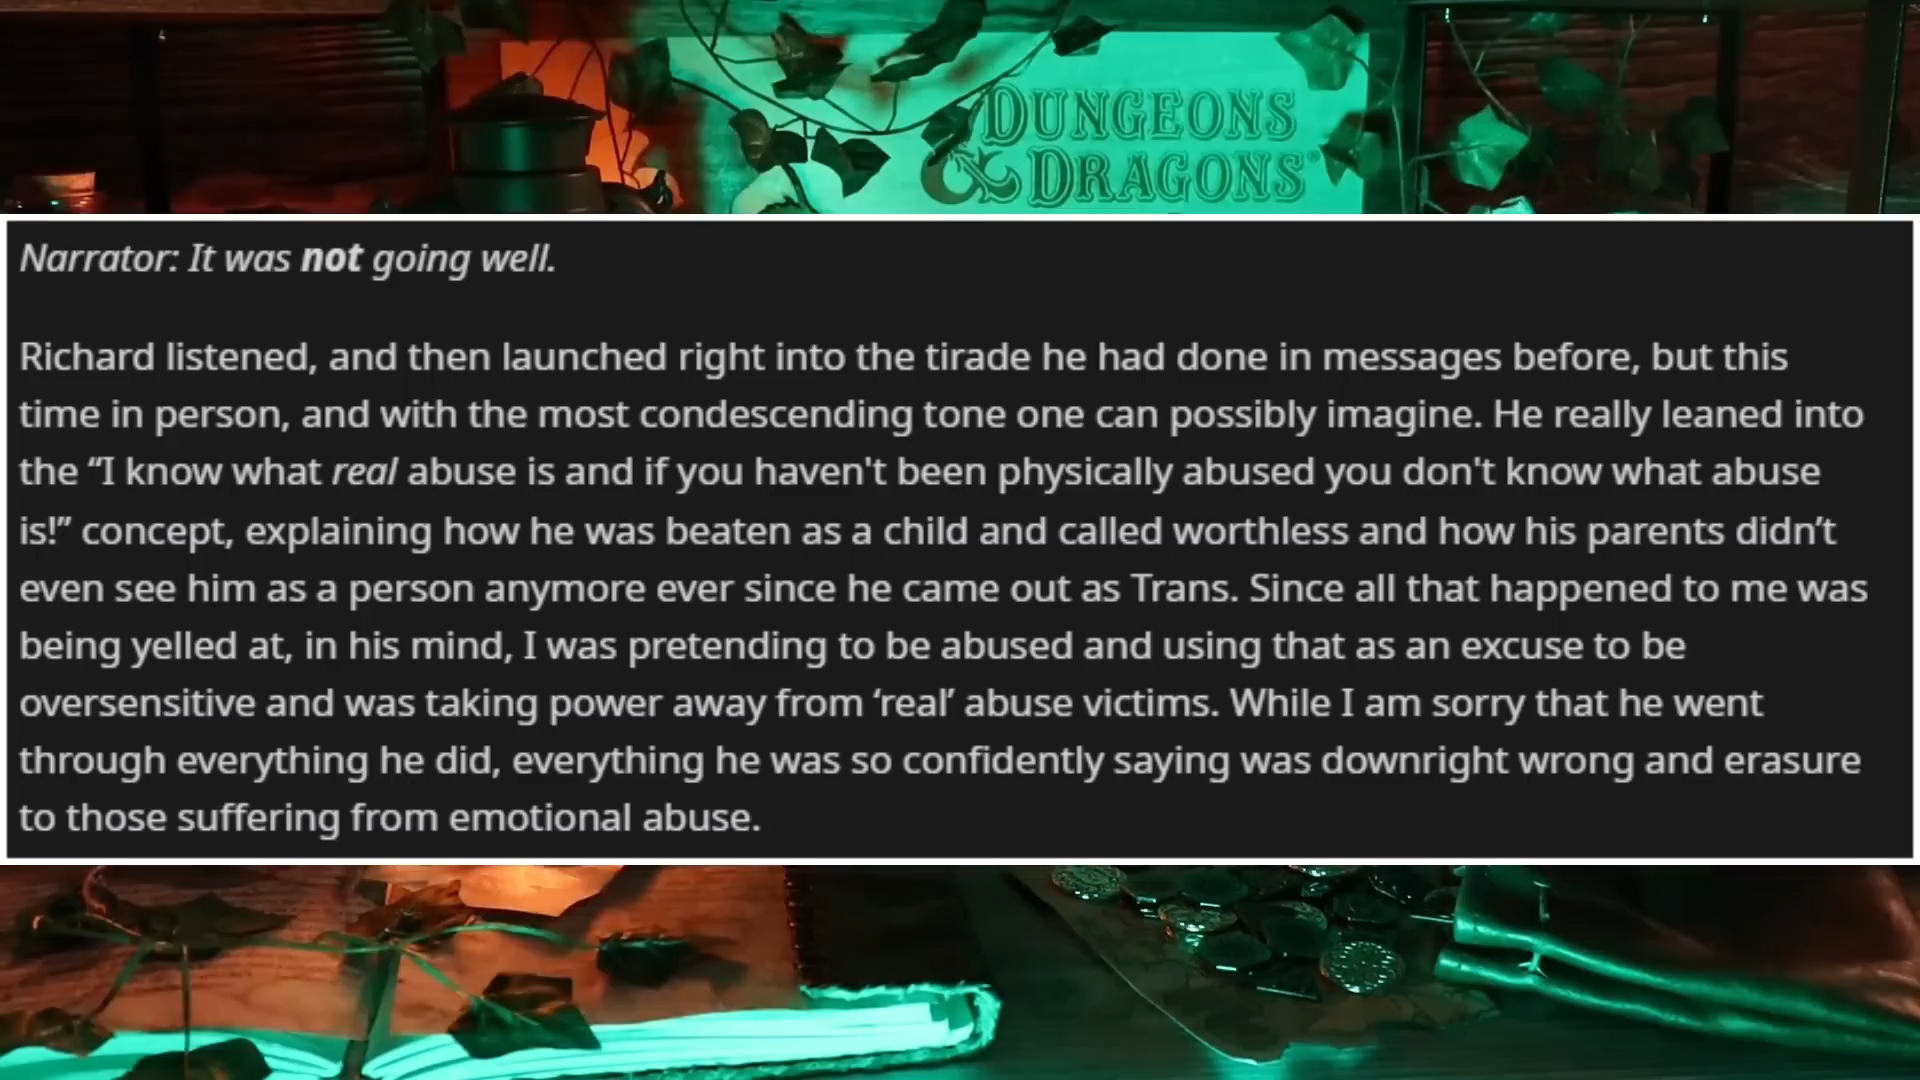 DUNGEONS
& DRAGONS®
Narrator: It was not going well.
Richard listened, and then launched right into the tirade he had done in messages before, but this
time in person, and with the most condescending tone one can possibly imagine. He really leaned into
the “I know what real abuse is and if you haven't been physically abused you don't know what abuse
is!” concept, explaining how he was beaten as a child and called worthless and how his parents didn’t
even see him as a person anymore ever since he came out as Trans. Since all that happened to me was
being yelled at, in his mind, I was pretending to be abused and using that as an excuse to be
oversensitive and was taking power away from ‘real’ abuse victims. While I am sorry that he went
through everything he did, everything he was so confidently saying was downright wrong and erasure
to those suffering from emotional abuse.